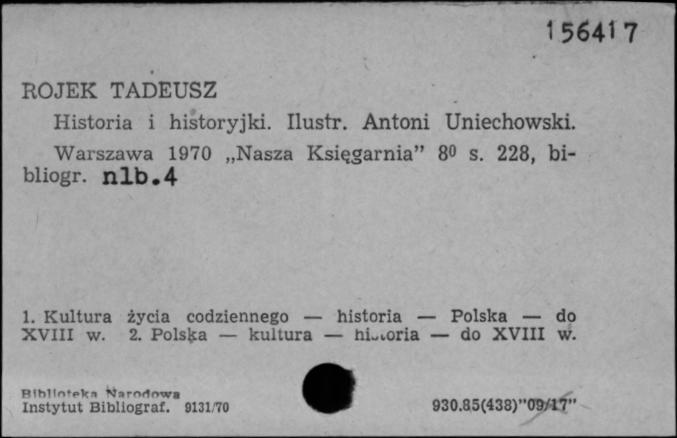 156417
ROJEK TADEUSZ
Historia i historyjki. Ilustr. Antoni Uniechowski.
Warszawa 1970 „Nasza Księgarnia” 8⁰ s. 228, bi-
bliogr. nlb.4
1. Kultura życia codziennego — historia — Polska — do
XVIII w. 2. Polska — kultura — historia — do XVIII w.
Biblioteka Narodowa
Instytut Bibliograf. 9131/70
930.85(438)"09/17"